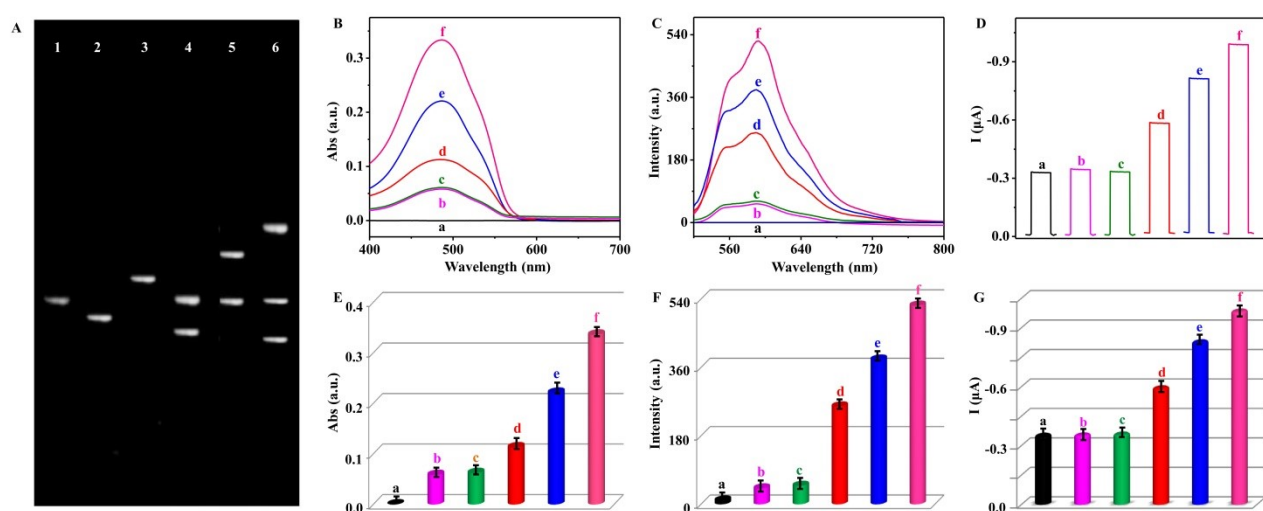 A
1 2 3 4 5 6
B
Abs (a.u.)
0.3
0.2
0.1
0.0
f
e
d
c
b
a
400 500 600 700
Wavelength (nm)
C
Intensity (a.u.)
540
360
180
0
f
e
d
c
b
a
560 640 720 800
Wavelength (nm)
D
I (μA)
-0.9
-0.6
-0.3
0.0
a b c d e f
E
Abs (a.u.)
0.4
0.3
0.2
0.1
0.0
a b c d e f
F
Intensity (a.u.)
540
360
180
0
a b c d e f
G
I (μA)
-0.9
-0.6
-0.3
-0.0
a b c d e f